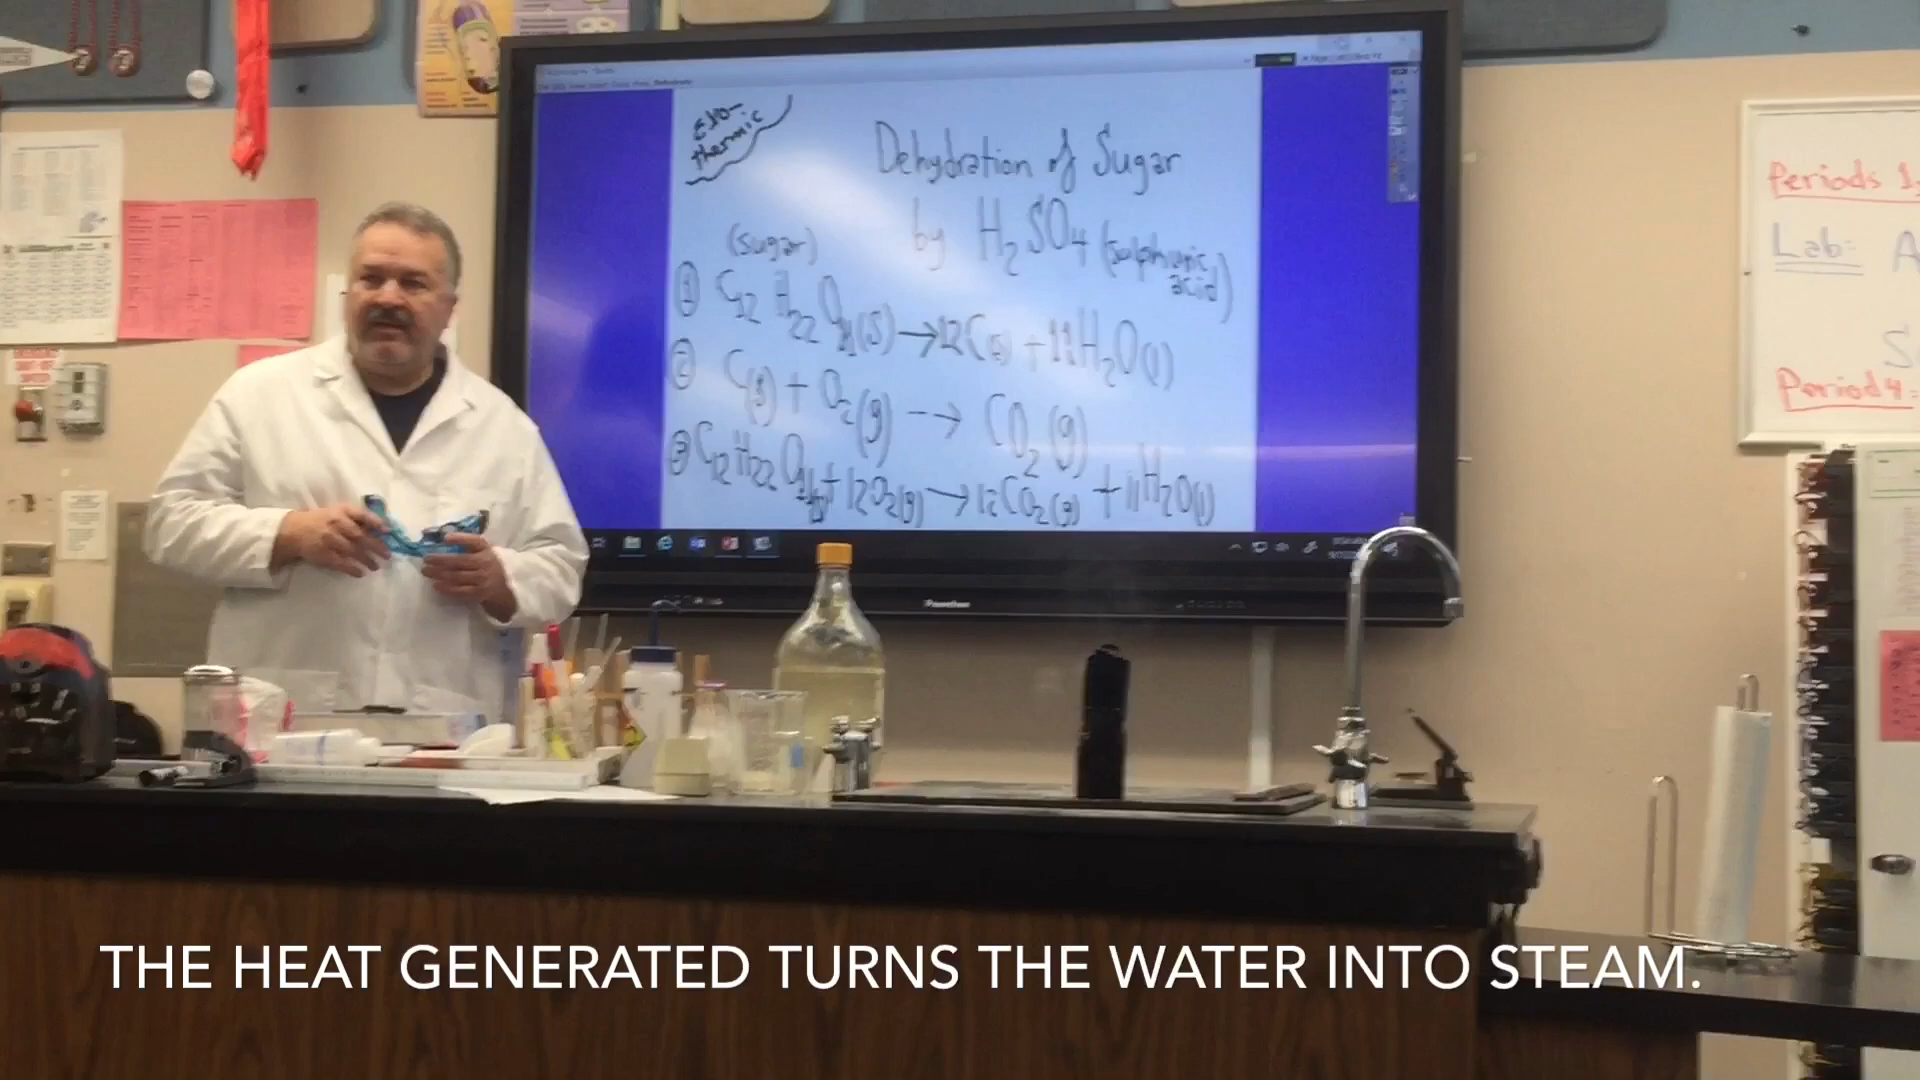 Exo-
thermic
Dehydration of Sugar
by H₂SO₄ (sulphuric
acid)
(sugar)
① C₁₂H₂₂O₁₁(s) → 12C(s) + 11H₂O(l)
② C(s) + O₂(g) → CO₂(g)
③ C₁₂H₂₂O₁₁ + 12O₂(g) → 12CO₂(g) + 11H₂O(l)
Periods 1,
Lab: A
S
Period 4:
THE HEAT GENERATED TURNS THE WATER INTO STEAM.